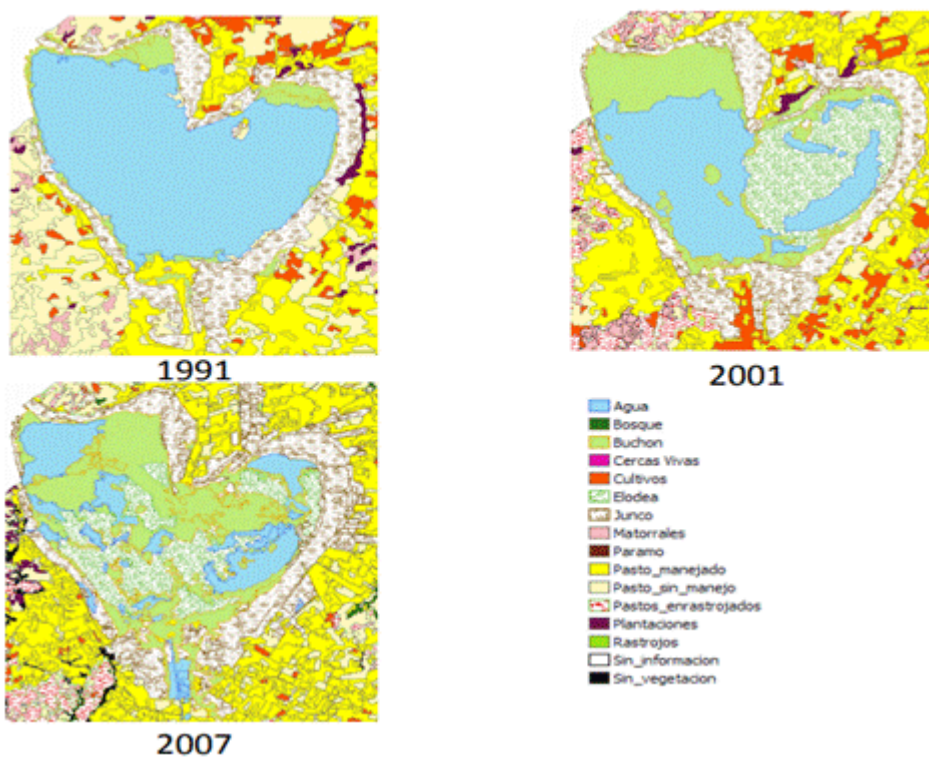 1991
2001
2007
Agua
Bosque
Buchon
Cercas Vivas
Cultivos
Elodea
Junco
Matorrales
Paramo
Pasto_manejado
Pasto_sin_manejo
Pastos_enrastrojados
Plantaciones
Rastrojos
Sin_informacion
Sin_vegetacion